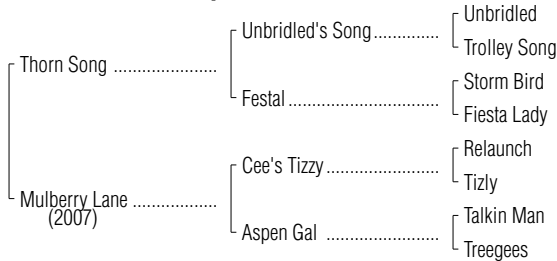 Unbridled
Unbridled's Song..............
Trolley Song
Thorn Song ......................
Storm Bird
Festal ................................
Fiesta Lady
Relaunch
Cee's Tizzy ........................
Tizly
Mulberry Lane ..................
(2007)
Talkin Man
Aspen Gal ........................
Treegees